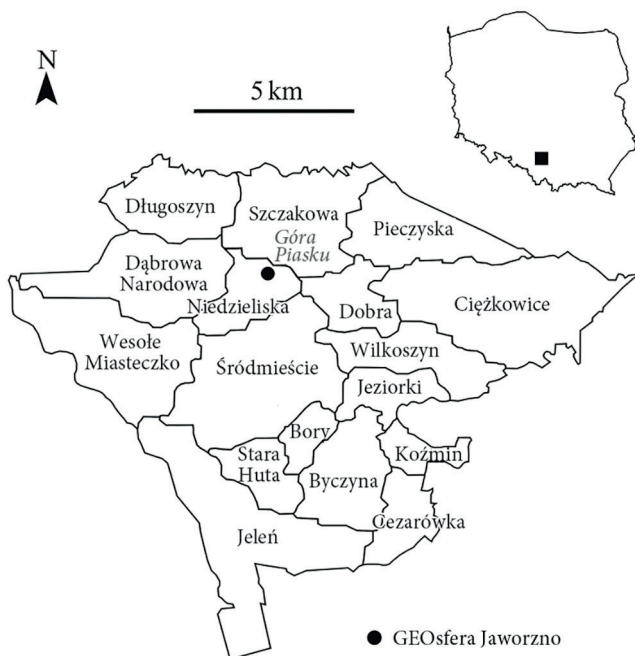 N
5 km
Długoszyn
Szczakowa
Góra
Piasku
Pieczyska
Dąbrowa
Narodowa
Niedzieliska
Dobra
Ciężkowice
Wesołe
Miasteczko
Śródmieście
Wilkoszyn
Jeziorki
Bory
Koźmin
Stara
Huta
Byczyna
Cezarówka
Jeleń
GEOsfera Jaworzno